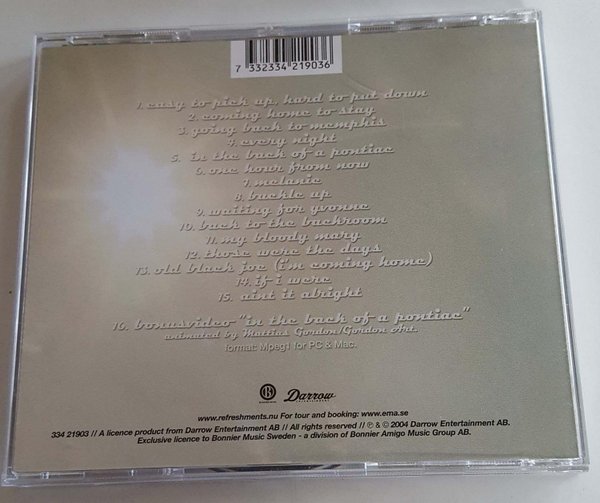 7 332334 219036
1. easy to pick up, hard to put down
2. coming home to stay
3. going back to memphis
4. every night
5. in the back of a pontiac
6. one hour from now
7. melanie
8. buckle up
9. waiting for yvonne
10. back to the backroom
11. my bloody mary
12. those were the days
13. old black joe (i'm coming home)
14. if i were
15. aint it alright
16. bonusvideo "in the back of a pontiac"
animated by Mattias Gordon/Gordon Art.
format: Mpeg1 for PC & Mac.
B Darrow
www.refreshments.nu For tour and booking: www.ema.se
334 21903 // A licence product from Darrow Entertainment AB // All rights reserved // ℗ & © 2004 Darrow Entertainment AB.
Exclusive licence to Bonnier Music Sweden - a division of Bonnier Amigo Music Group AB.